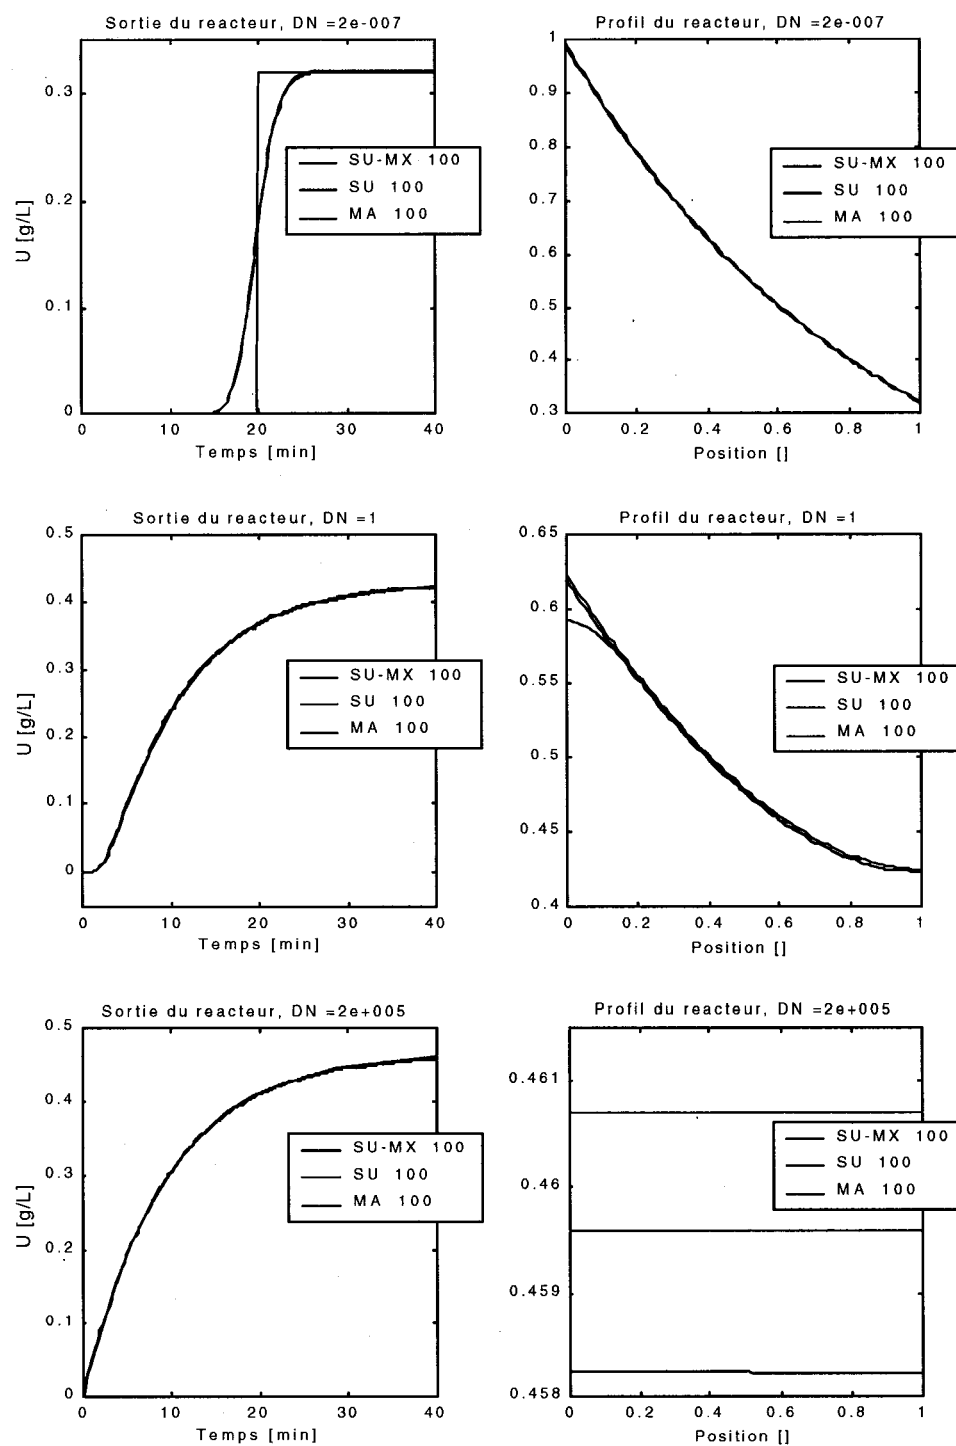 Sortie du reacteur, DN =2e-007
U [g/L]
0.3
0.2
0.1
0
SU-MX 100
SU 100
MA 100
0 10 20 30 40
Temps [min]
Profil du reacteur, DN =2e-007
1
0.9
0.8
0.7
0.6
0.5
0.4
0.3
SU-MX 100
SU 100
MA 100
0 0.2 0.4 0.6 0.8 1
Position []
Sortie du reacteur, DN =1
U [g/L]
0.5
0.4
0.3
0.2
0.1
0
SU-MX 100
SU 100
MA 100
0 10 20 30 40
Temps [min]
Profil du reacteur, DN =1
0.65
0.6
0.55
0.5
0.45
0.4
SU-MX 100
SU 100
MA 100
0 0.2 0.4 0.6 0.8 1
Position []
Sortie du reacteur, DN =2e+005
U [g/L]
0.5
0.4
0.3
0.2
0.1
0
SU-MX 100
SU 100
MA 100
0 10 20 30 40
Temps [min]
Profil du reacteur, DN =2e+005
0.461
0.46
0.459
0.458
SU-MX 100
SU 100
MA 100
0 0.2 0.4 0.6 0.8 1
Position []